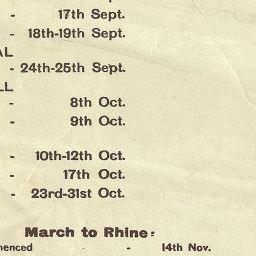 - 17th Sept.
- 18th-19th Sept.
AL
- 24th-25th Sept.
LL
- 8th Oct.
- 9th Oct.
- 10th-12th Oct.
- 17th Oct.
- 23rd-31st Oct.
March to Rhine:
menced - 14th Nov.